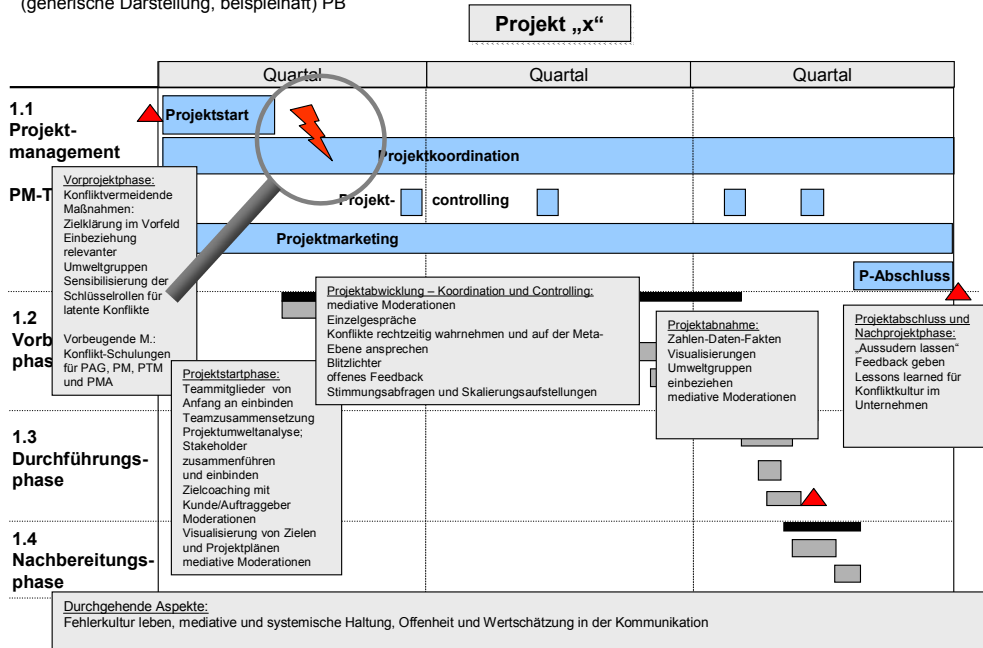 (generische Darstellung, beispielhaft) PB
Projekt „x“
Quartal
Quartal
Quartal
1.1
Projekt-
management
Projektstart
Projektkoordination
PM-T
Projekt-
controlling
Projektmarketing
P-Abschluss
Vorprojektphase:
Konfliktvermeidende
Maßnahmen:
Zielklärung im Vorfeld
Einbeziehung
relevanter
Umweltgruppen
Sensibilisierung der
Schlüsselrollen für
latente Konflikte
Vorbeugende M.:
Konflikt-Schulungen
für PAG, PM, PTM
und PMA
1.2
Vorb
phas
Projektstartphase:
Teammitglieder von
Anfang an einbinden
Teamzusammensetzung
Projektumweltanalyse;
Stakeholder
zusammenführen
und einbinden
Zielcoaching mit
Kunde/Auftraggeber
Moderationen
Visualisierung von Zielen
und Projektplänen
mediative Moderationen
Projektabwicklung – Koordination und Controlling:
mediative Moderationen
Einzelgespräche
Konflikte rechtzeitig wahrnehmen und auf der Meta-
Ebene ansprechen
Blitzlichter
offenes Feedback
Stimmungsabfragen und Skalierungsaufstellungen
Projektabnahme:
Zahlen-Daten-Fakten
Visualisierungen
Umweltgruppen
einbeziehen
mediative Moderationen
Projektabschluss und
Nachprojektphase:
„Aussudern lassen“
Feedback geben
Lessons learned für
Konfliktkultur im
Unternehmen
1.3
Durchführungs-
phase
1.4
Nachbereitungs-
phase
Durchgehende Aspekte:
Fehlerkultur leben, mediative und systemische Haltung, Offenheit und Wertschätzung in der Kommunikation